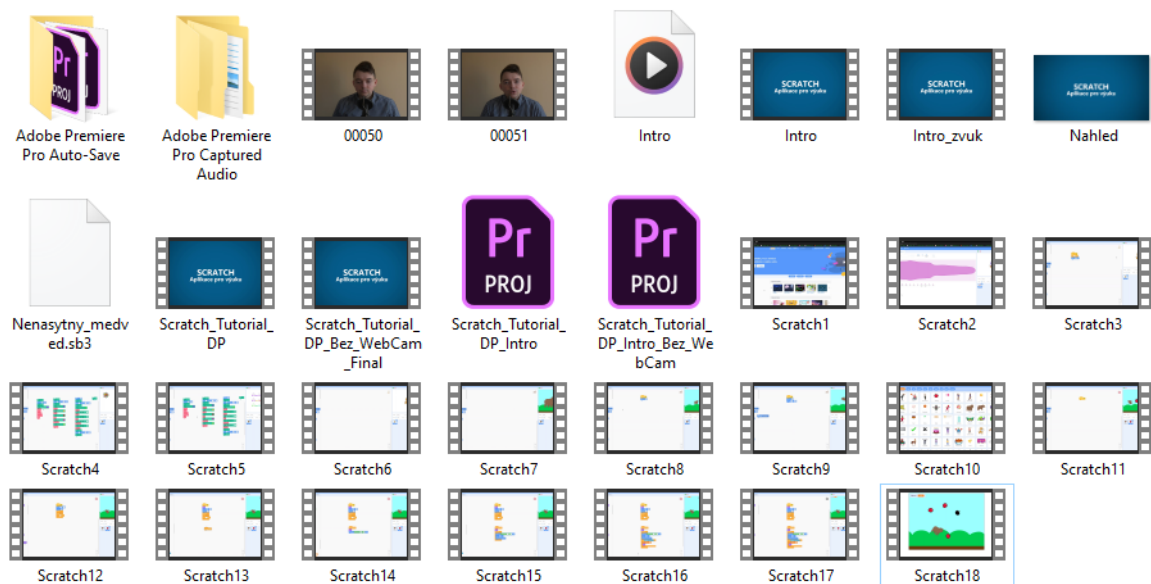 Pr
PROJ
SCRATCH
Aplikace pro výuku
SCRATCH
Aplikace pro výuku
SCRATCH
Aplikace pro výuku
Adobe Premiere
Pro Auto-Save
Adobe Premiere
Pro Captured
Audio
00050
00051
Intro
Intro
Intro_zvuk
Nahled
SCRATCH
Aplikace pro výuku
SCRATCH
Aplikace pro výuku
Pr
PROJ
Pr
PROJ
Nenasytny_medv
ed.sb3
Scratch_Tutorial_
DP
Scratch_Tutorial_
DP_Bez_WebCam
_Final
Scratch_Tutorial_
DP_Intro
Scratch_Tutorial_
DP_Intro_Bez_We
bCam
Scratch1
Scratch2
Scratch3
Scratch4
Scratch5
Scratch6
Scratch7
Scratch8
Scratch9
Scratch10
Scratch11
Scratch12
Scratch13
Scratch14
Scratch15
Scratch16
Scratch17
Scratch18